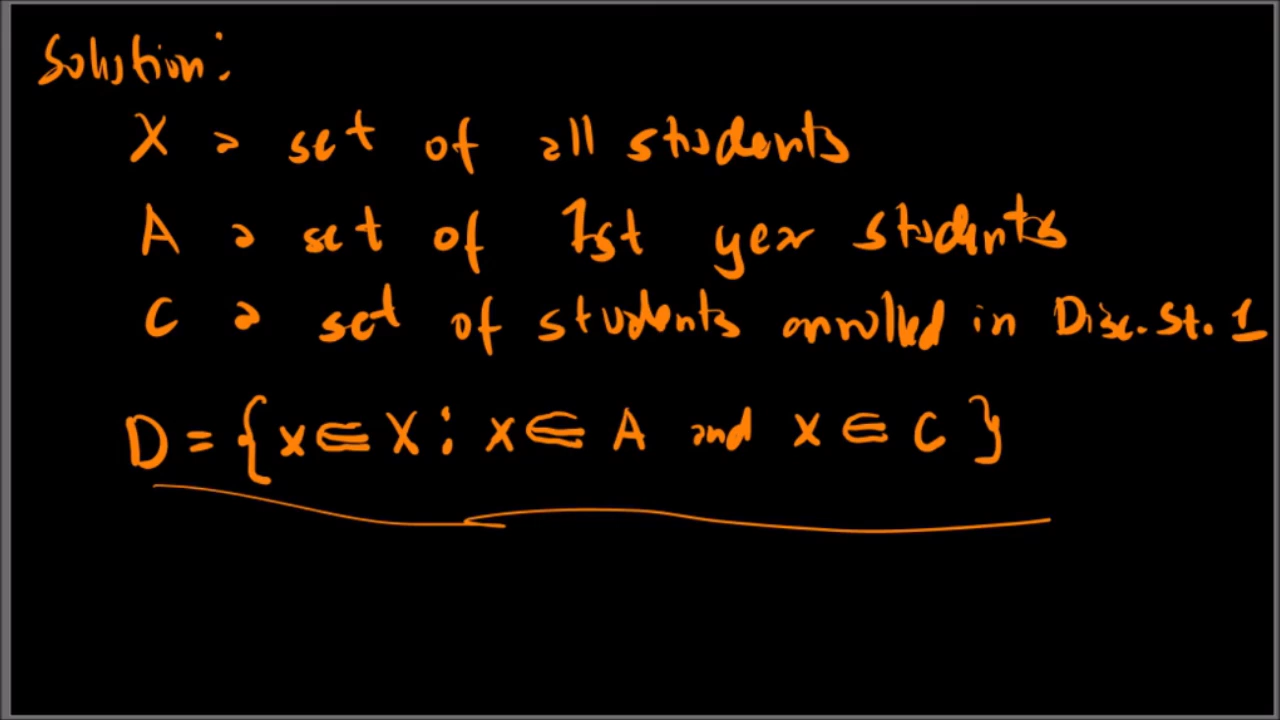 Solution:
X = set of all students
A = set of 1st year students
C = set of students enrolled in Disc. St. 1
D = {x ∈ X : x ∈ A and x ∈ C}